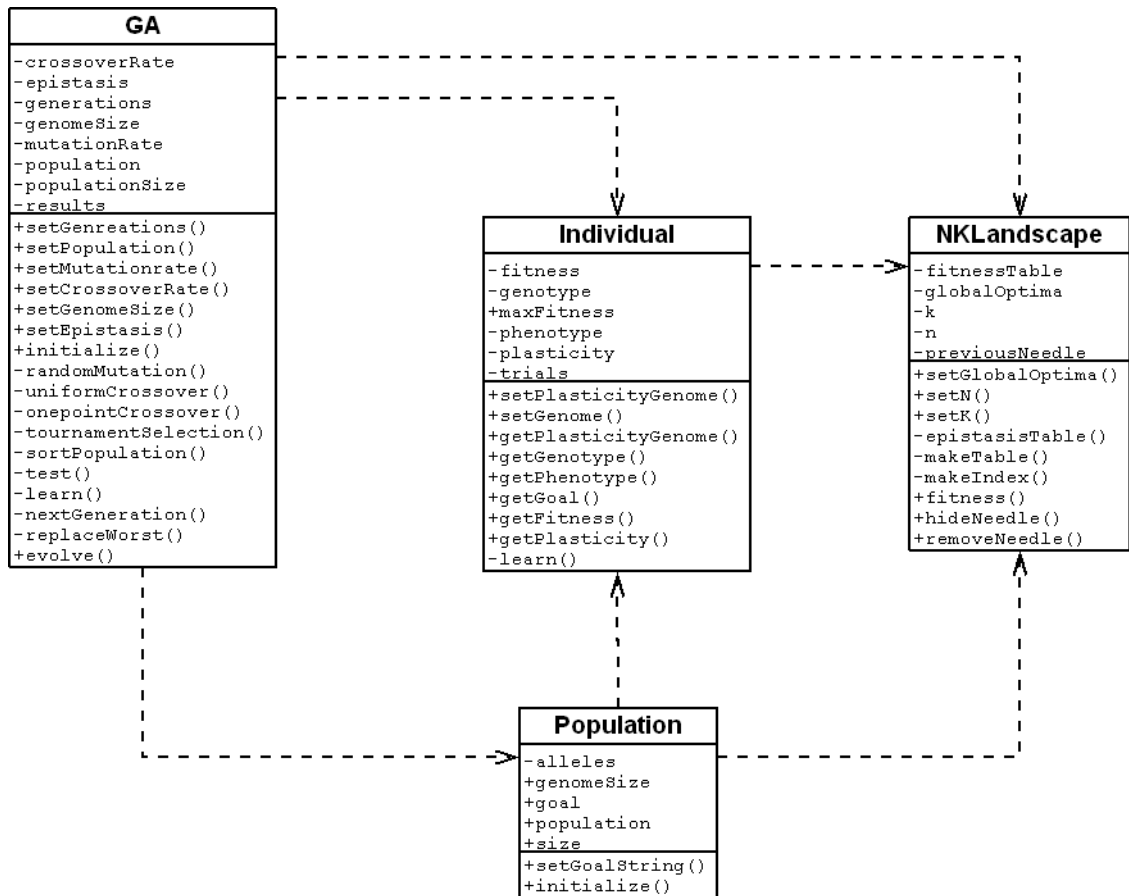 GA
-crossoverRate
-epistasis
-generations
-genomeSize
-mutationRate
-population
-populationSize
-results
+setGenreations()
+setPopulation()
+setMutationrate()
+setCrossoverRate()
+setGenomeSize()
+setEpistasis()
+initialize()
-randomMutation()
-uniformCrossover()
-onepointCrossover()
-tournamentSelection()
-sortPopulation()
-test()
-learn()
-nextGeneration()
-replaceWorst()
+evolve()
Individual
-fitness
-genotype
+maxFitness
-phenotype
-plasticity
-trials
+setPlasticityGenome()
+setGenome()
+getPlasticityGenome()
+getGenotype()
+getPhenotype()
+getGoal()
+getFitness()
+getPlasticity()
-learn()
NKLandscape
-fitnessTable
-globalOptima
-k
-n
-previousNeedle
+setGlobalOptima()
+setN()
+setK()
-epistasisTable()
-makeTable()
-makeIndex()
+fitness()
+hideNeedle()
+removeNeedle()
Population
-alleles
+genomeSize
+goal
+population
+size
+setGoalString()
+initialize()